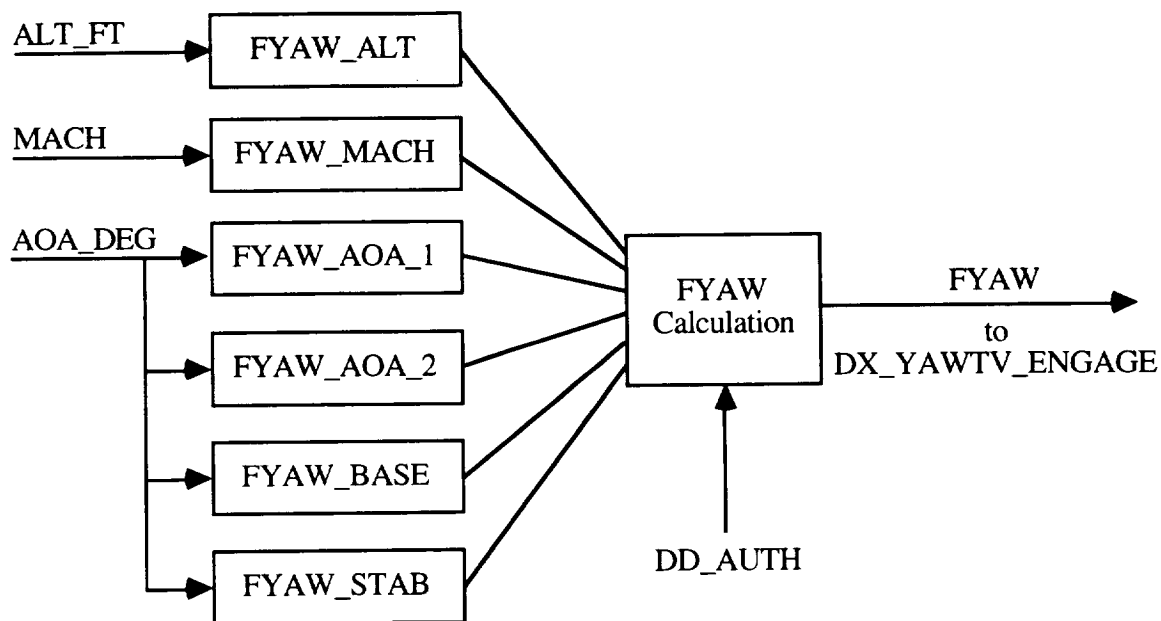 ALT_FT
FYAW_ALT
MACH
FYAW_MACH
AOA_DEG
FYAW_AOA_1
FYAW_AOA_2
FYAW_BASE
FYAW_STAB
FYAW
Calculation
DD_AUTH
FYAW
to
DX_YAWTV_ENGAGE